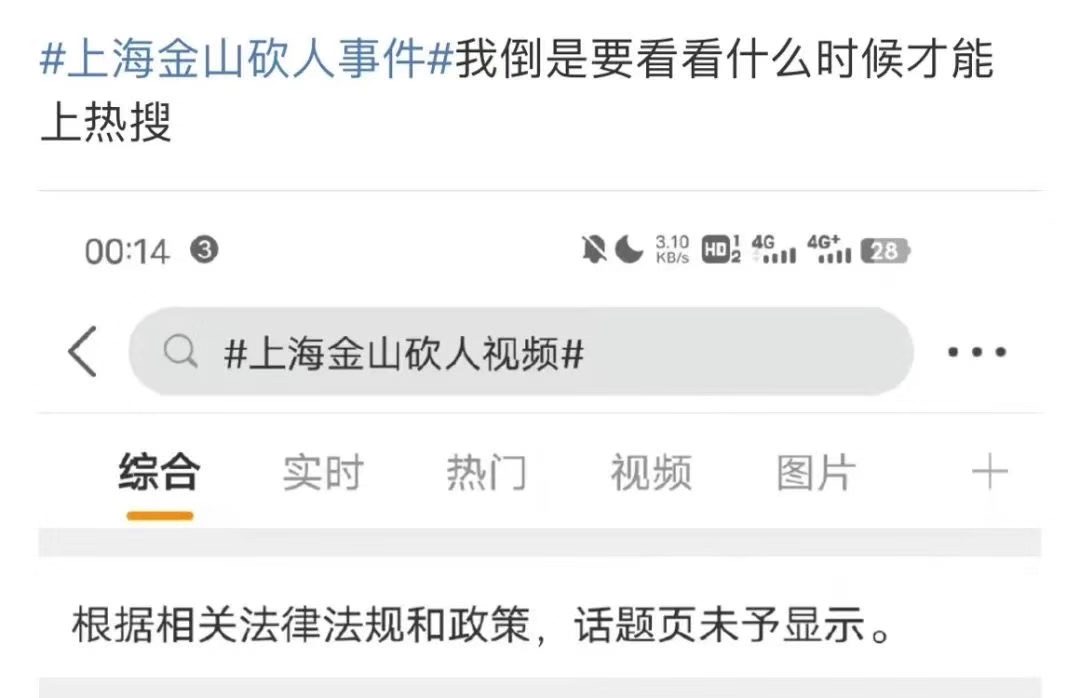 #上海金山砍人事件#我倒是要看看什么时候才能
上热搜
00:14 3 3.10 KB/s HD 1 2 4G 4G+ 28
#上海金山砍人视频#
综合 实时 热门 视频 图片
根据相关法律法规和政策，话题页未予显示。